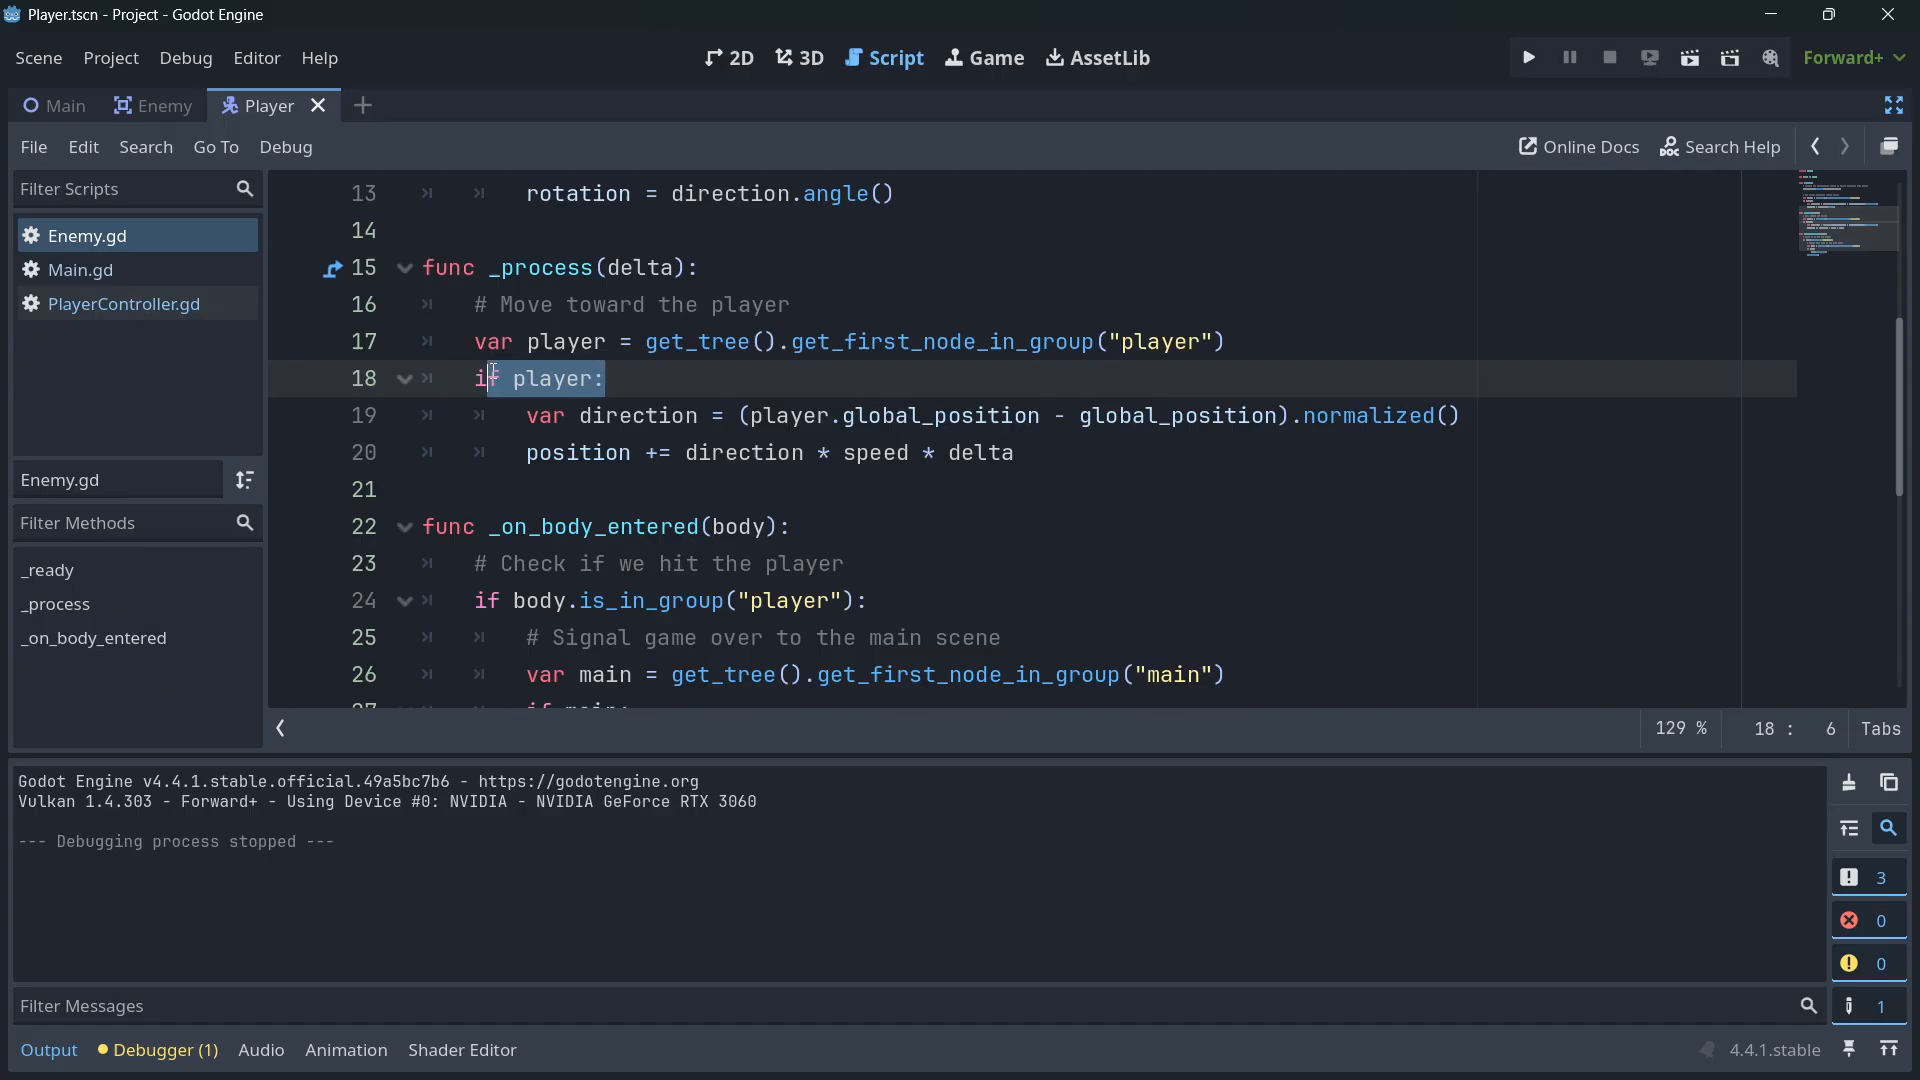 Player.tscn - Project - Godot Engine
Scene Project Debug Editor Help
2D 3D Script Game AssetLib
Forward+
Main Enemy Player
File Edit Search Go To Debug
Online Docs Search Help
Filter Scripts
Enemy.gd
Main.gd
PlayerController.gd
Enemy.gd
Filter Methods
_ready
_process
_on_body_entered
13 rotation = direction.angle()
14
15 func _process(delta):
16 # Move toward the player
17 var player = get_tree().get_first_node_in_group("player")
18 if player:
19 var direction = (player.global_position - global_position).normalized()
20 position += direction * speed * delta
21
22 func _on_body_entered(body):
23 # Check if we hit the player
24 if body.is_in_group("player"):
25 # Signal game over to the main scene
26 var main = get_tree().get_first_node_in_group("main")
27 if main:
129 % 18 : 6 Tabs
Godot Engine v4.4.1.stable.official.49a5bc7b6 - https://godotengine.org
Vulkan 1.4.303 - Forward+ - Using Device #0: NVIDIA - NVIDIA GeForce RTX 3060
--- Debugging process stopped ---
3
0
0
1
Filter Messages
Output Debugger (1) Audio Animation Shader Editor
4.4.1.stable